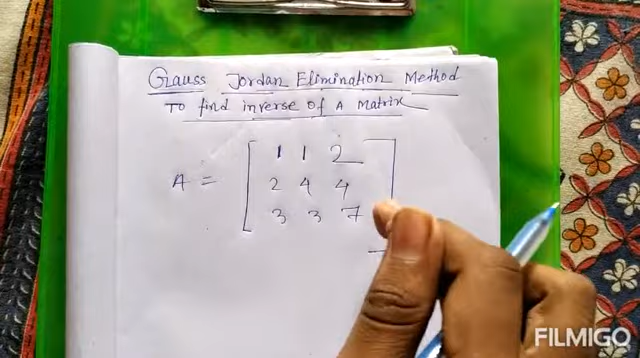 Gauss Jordan Elimination Method
To find inverse of A Matrix
A = [ 1 1 2 ]
2 4 4
3 3 7
FILMIGO